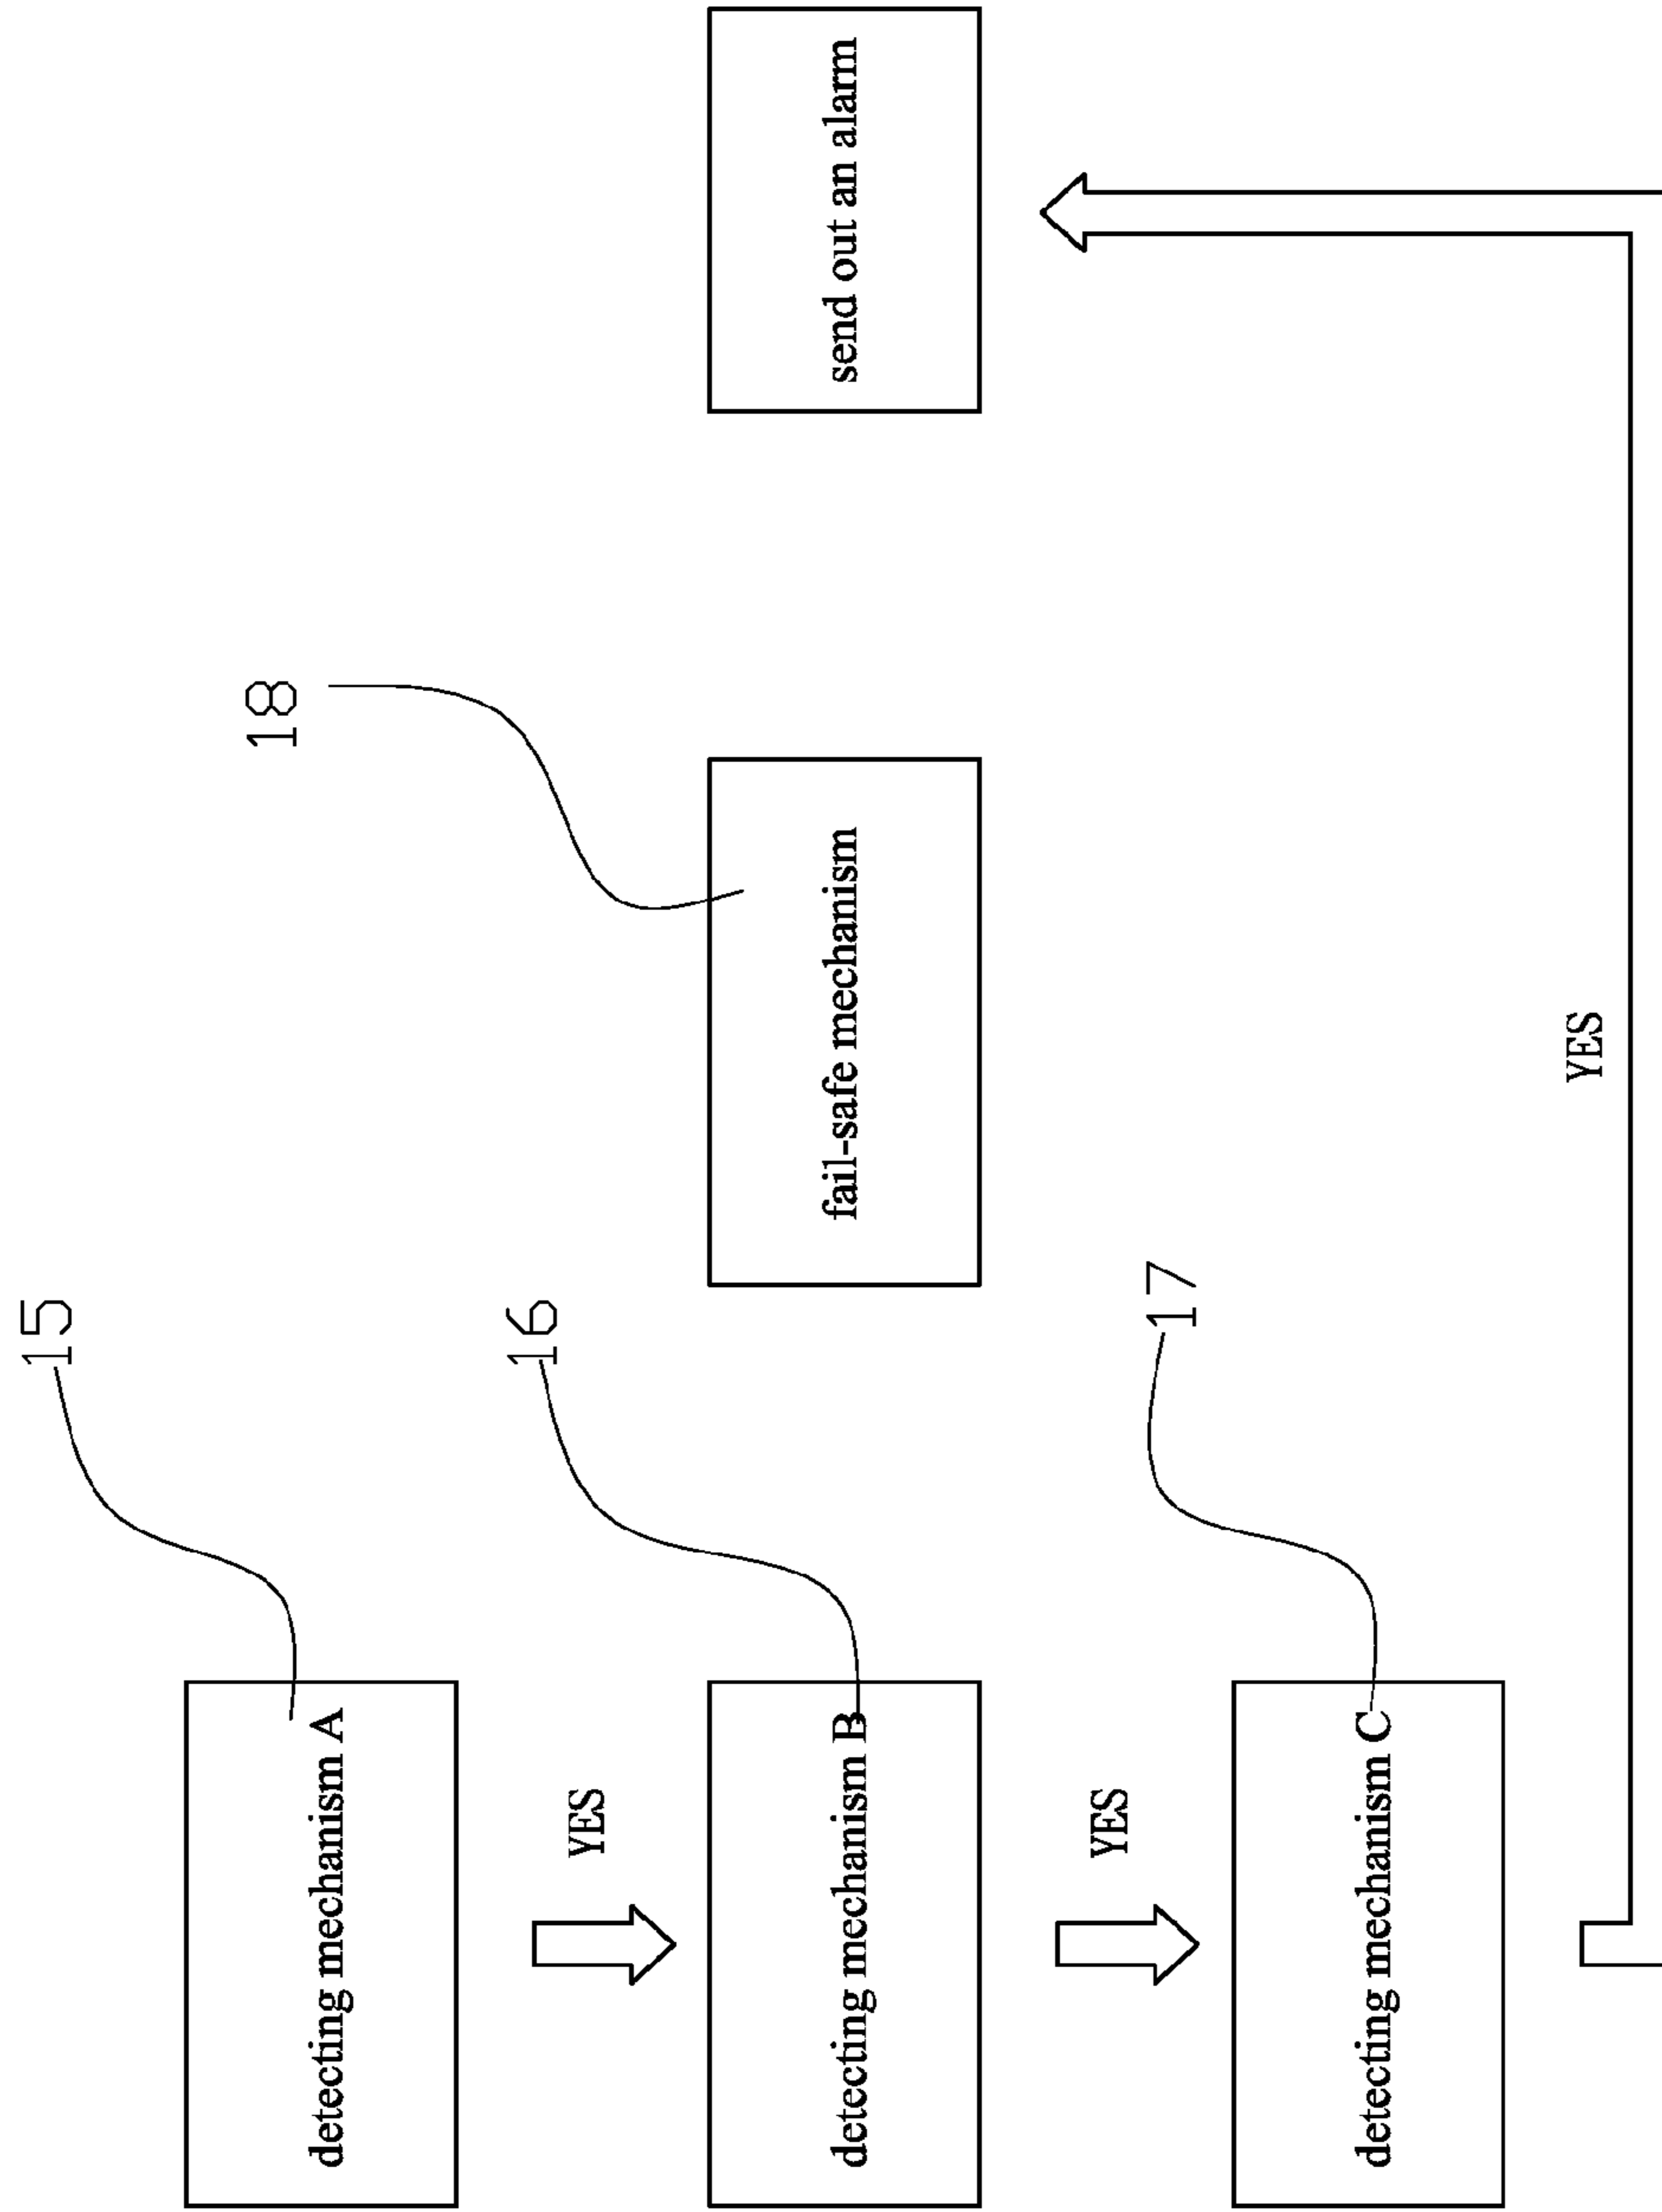 15
detecting mechanism A
YES
16
detecting mechanism B
YES
17
detecting mechanism C
YES
18
fail-safe mechanism
send out an alarm